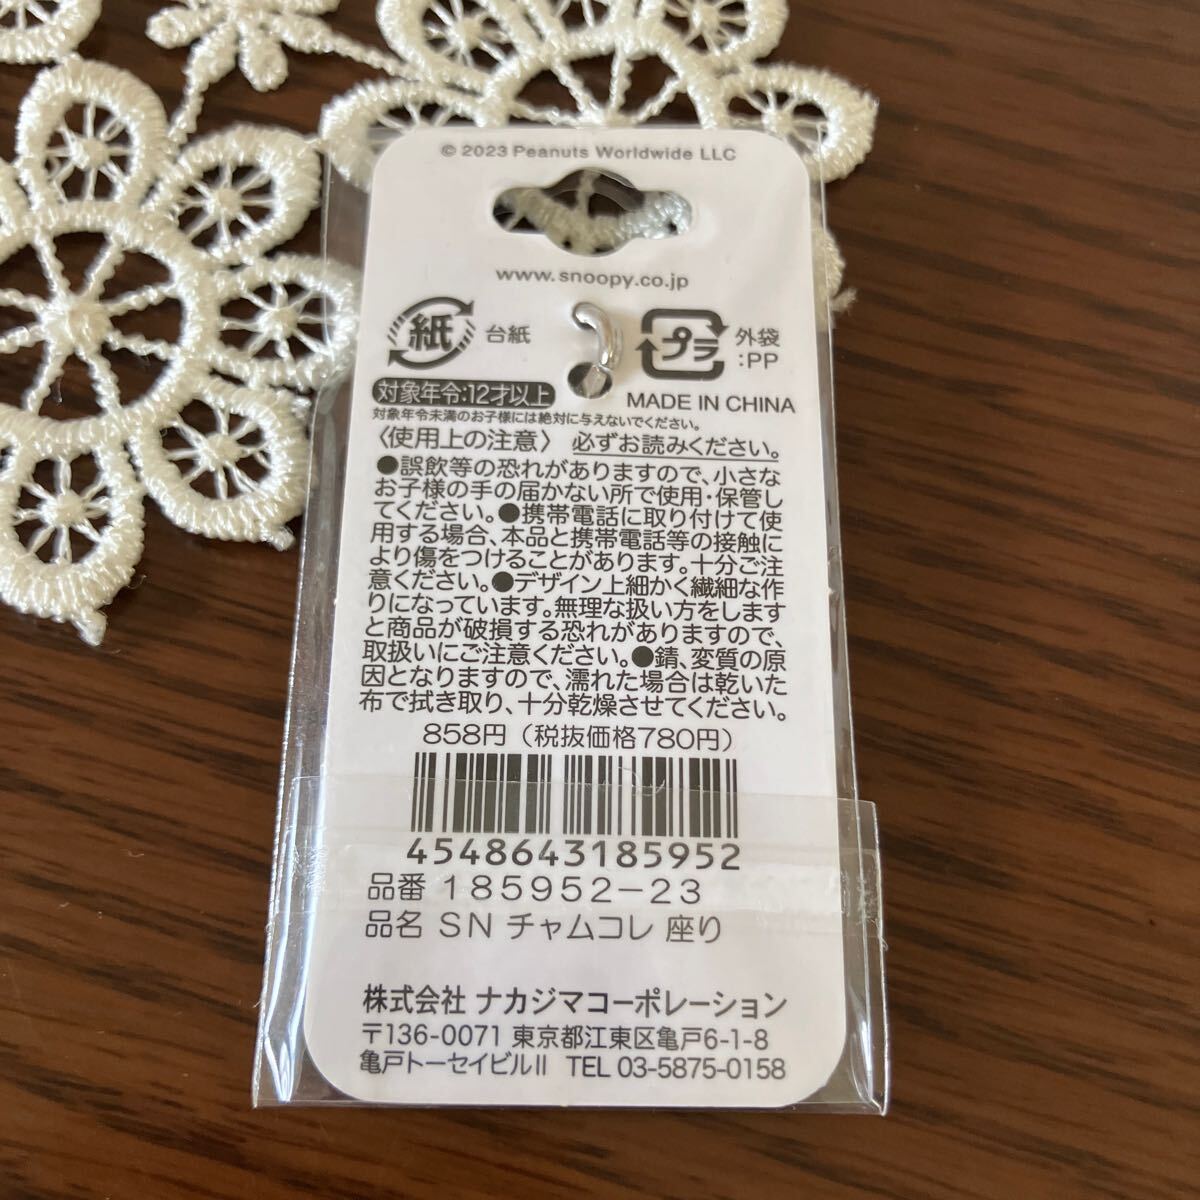 © 2023 Peanuts Worldwide LLC
www.snoopy.co.jp
紙 台紙
プラ 外袋
:PP
対象年令:12才以上
MADE IN CHINA
対象年令未満のお子様には絶対に与えないでください。
〈使用上の注意〉 必ずお読みください。
●誤飲等の恐れがありますので、小さな
お子様の手の届かない所で使用・保管し
てください。●携帯電話に取り付けて使
用する場合、本品と携帯電話等の接触に
より傷をつけることがあります。十分ご注
意ください。●デザイン上細かく繊細な作
りになっています。無理な扱い方をします
と商品が破損する恐れがありますので、
取扱いにご注意ください。●錆、変質の原
因となりますので、濡れた場合は乾いた
布で拭き取り、十分乾燥させてください。
858円（税抜価格780円）
4548643185952
品番 185952-23
品名 SN チャムコレ 座り
株式会社 ナカジマコーポレーション
〒136-0071 東京都江東区亀戸6-1-8
亀戸トーセイビルⅡ TEL 03-5875-0158